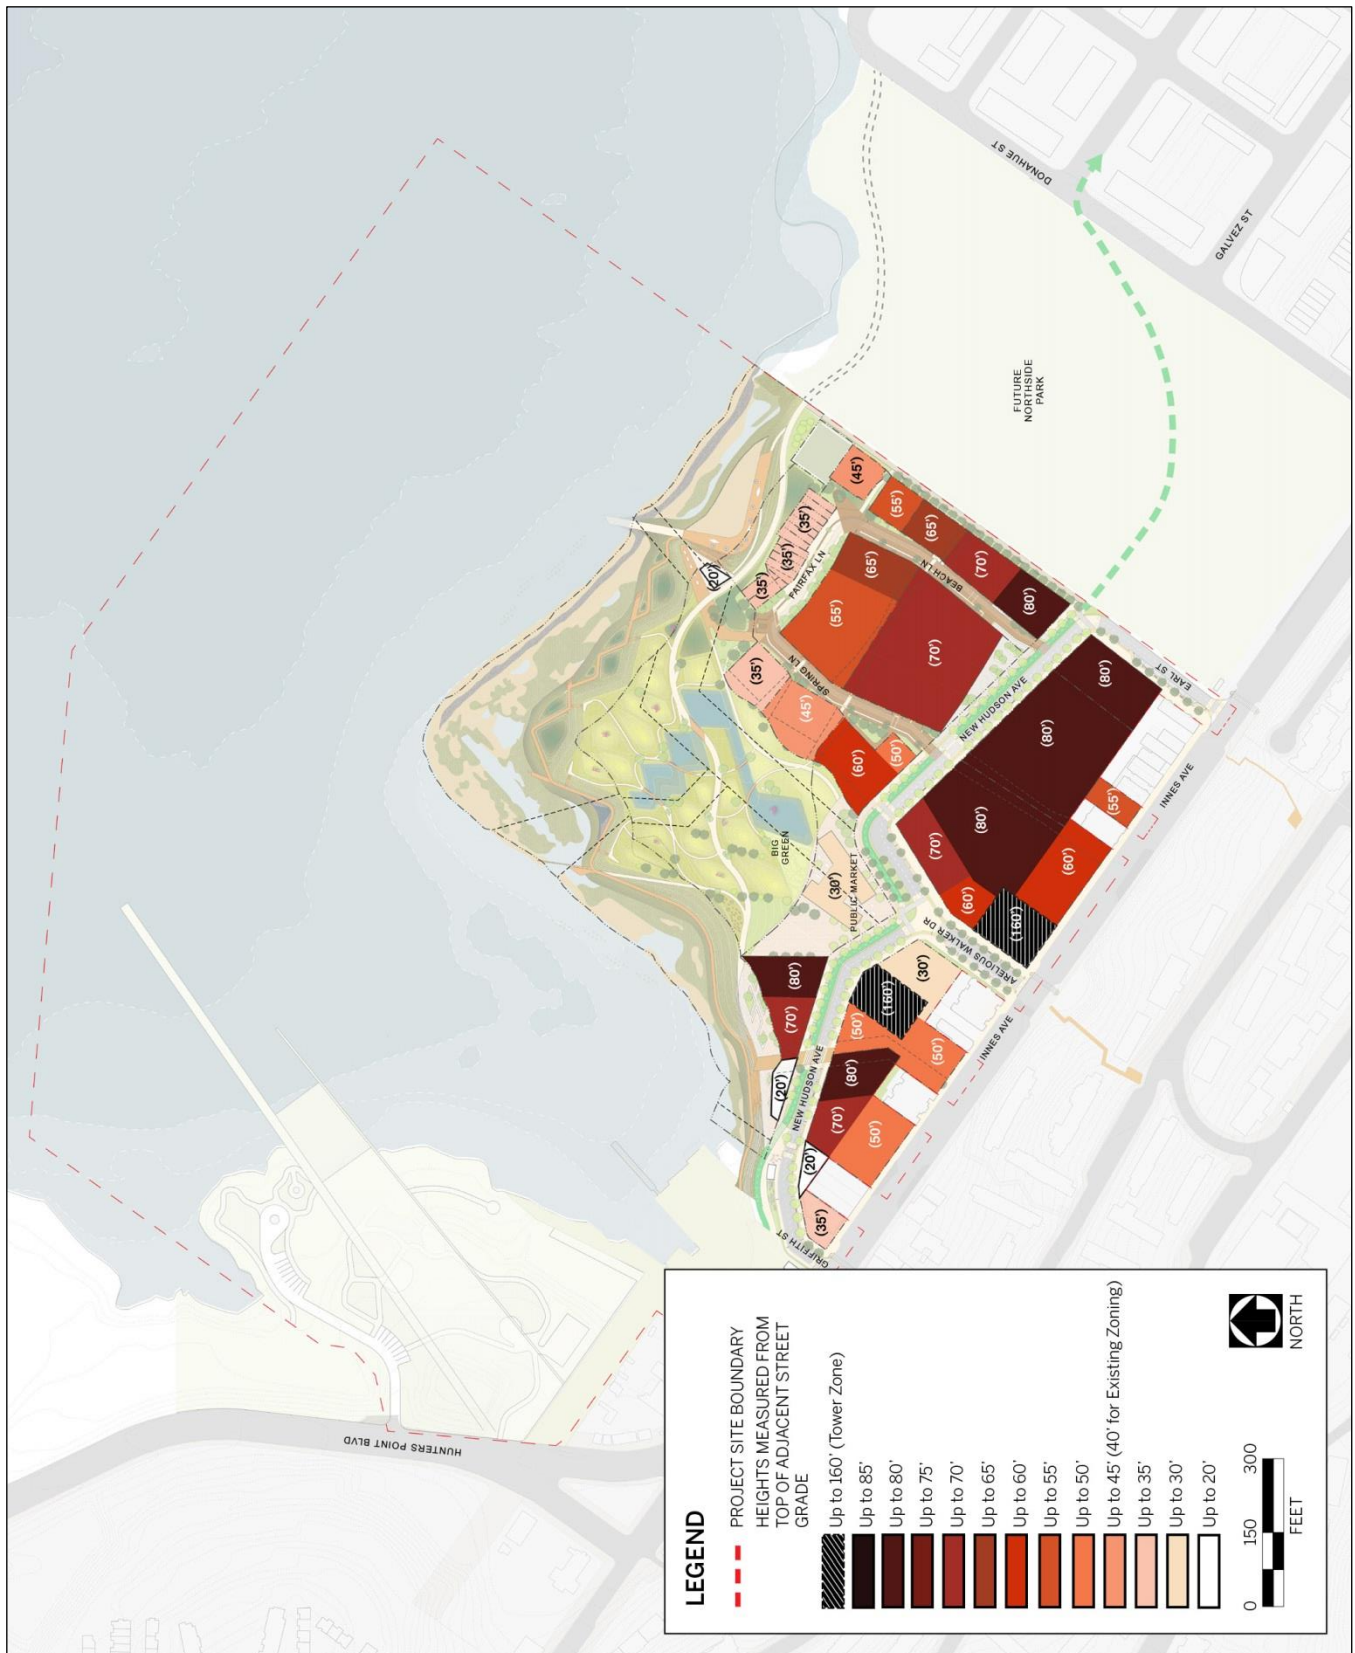 DONAHUE ST
GALVEZ ST
FUTURE
NORTHSIDE
PARK
(45')
(55')
(65')
(70')
(80')
BEACH LN
(35')
(35')
(35')
FAIRFAX LN
(20')
(65')
(55')
(70')
SPRING LN
(35')
(45')
(60')
(50')
NEW HUDSON AVE
EARL ST
(80')
(80')
(80')
(70')
(60')
(160')
(60')
(55')
INNES AVE
BIG
GREEN
PUBLIC MARKET
(30')
ARELIOUS WALKER DR
(30')
(160')
(50')
(50')
INNES AVE
(80')
(70')
(20')
NEW HUDSON AVE
(80')
(70')
(50')
(20')
(35')
GRIFFITH ST
HUNTERS POINT BLVD
LEGEND
PROJECT SITE BOUNDARY
HEIGHTS MEASURED FROM
TOP OF ADJACENT STREET
GRADE
Up to 160' (Tower Zone)
Up to 85'
Up to 80'
Up to 75'
Up to 70'
Up to 65'
Up to 60'
Up to 55'
Up to 50'
Up to 45' (40' for Existing Zoning)
Up to 35'
Up to 30'
Up to 20'
0 150 300
FEET
NORTH